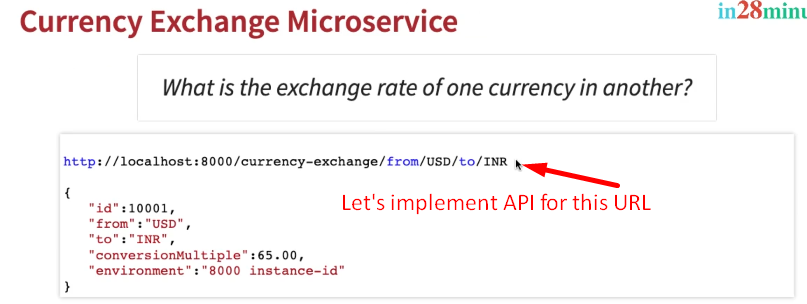 Currency Exchange Microservice
in28minu
What is the exchange rate of one currency in another?
http://localhost:8000/currency-exchange/from/USD/to/INR
{
"id":10001,
"from":"USD",
"to":"INR",
"conversionMultiple":65.00,
"environment":"8000 instance-id"
}
Let's implement API for this URL